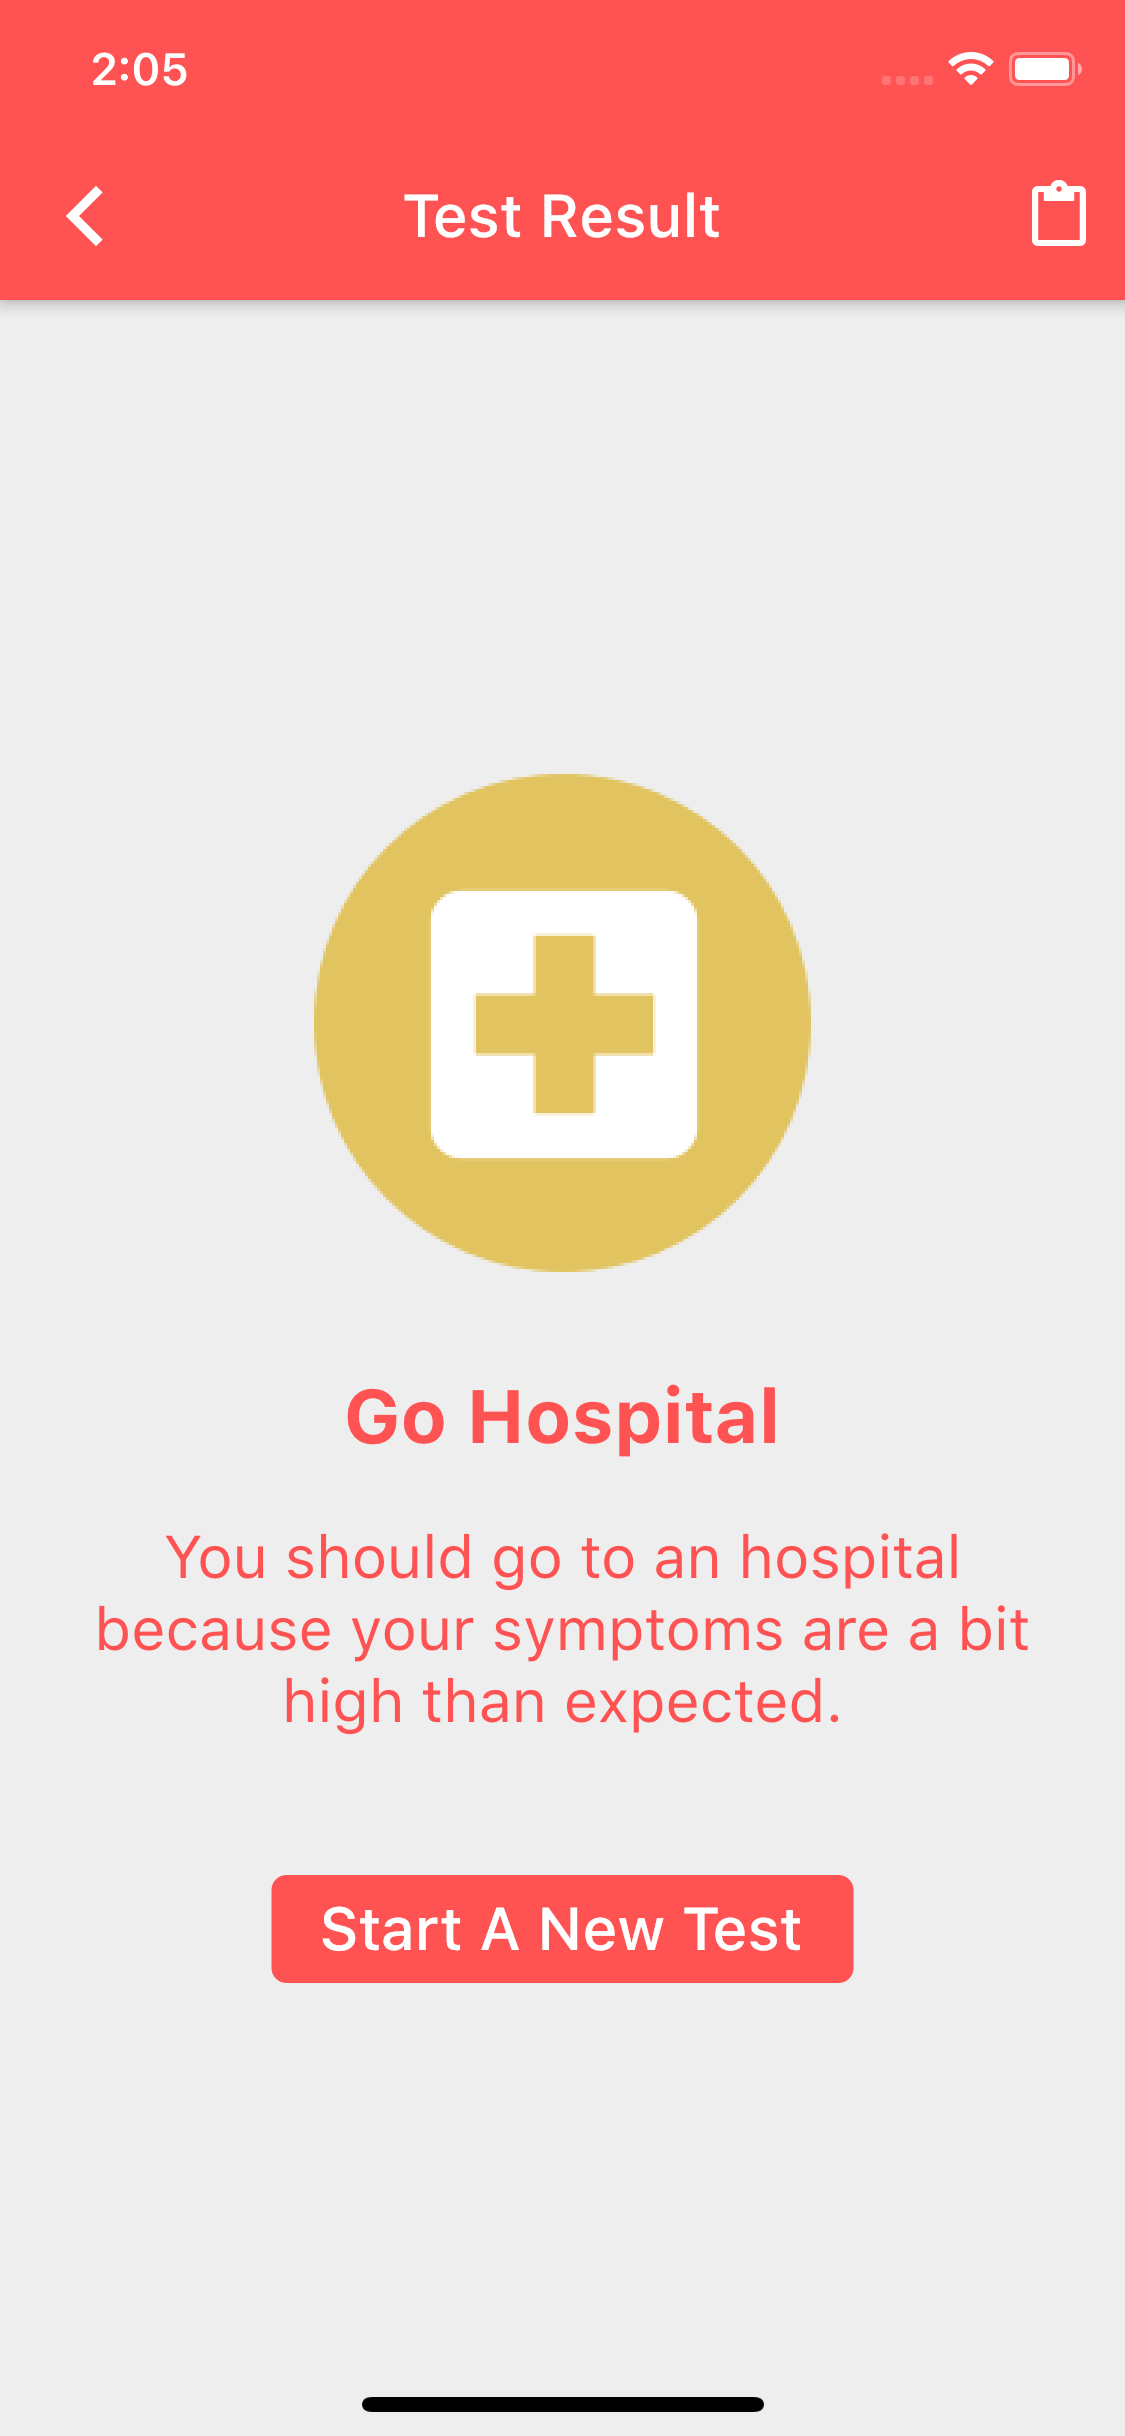 2:05
Test Result
Go Hospital
You should go to an hospital
because your symptoms are a bit
high than expected.
Start A New Test